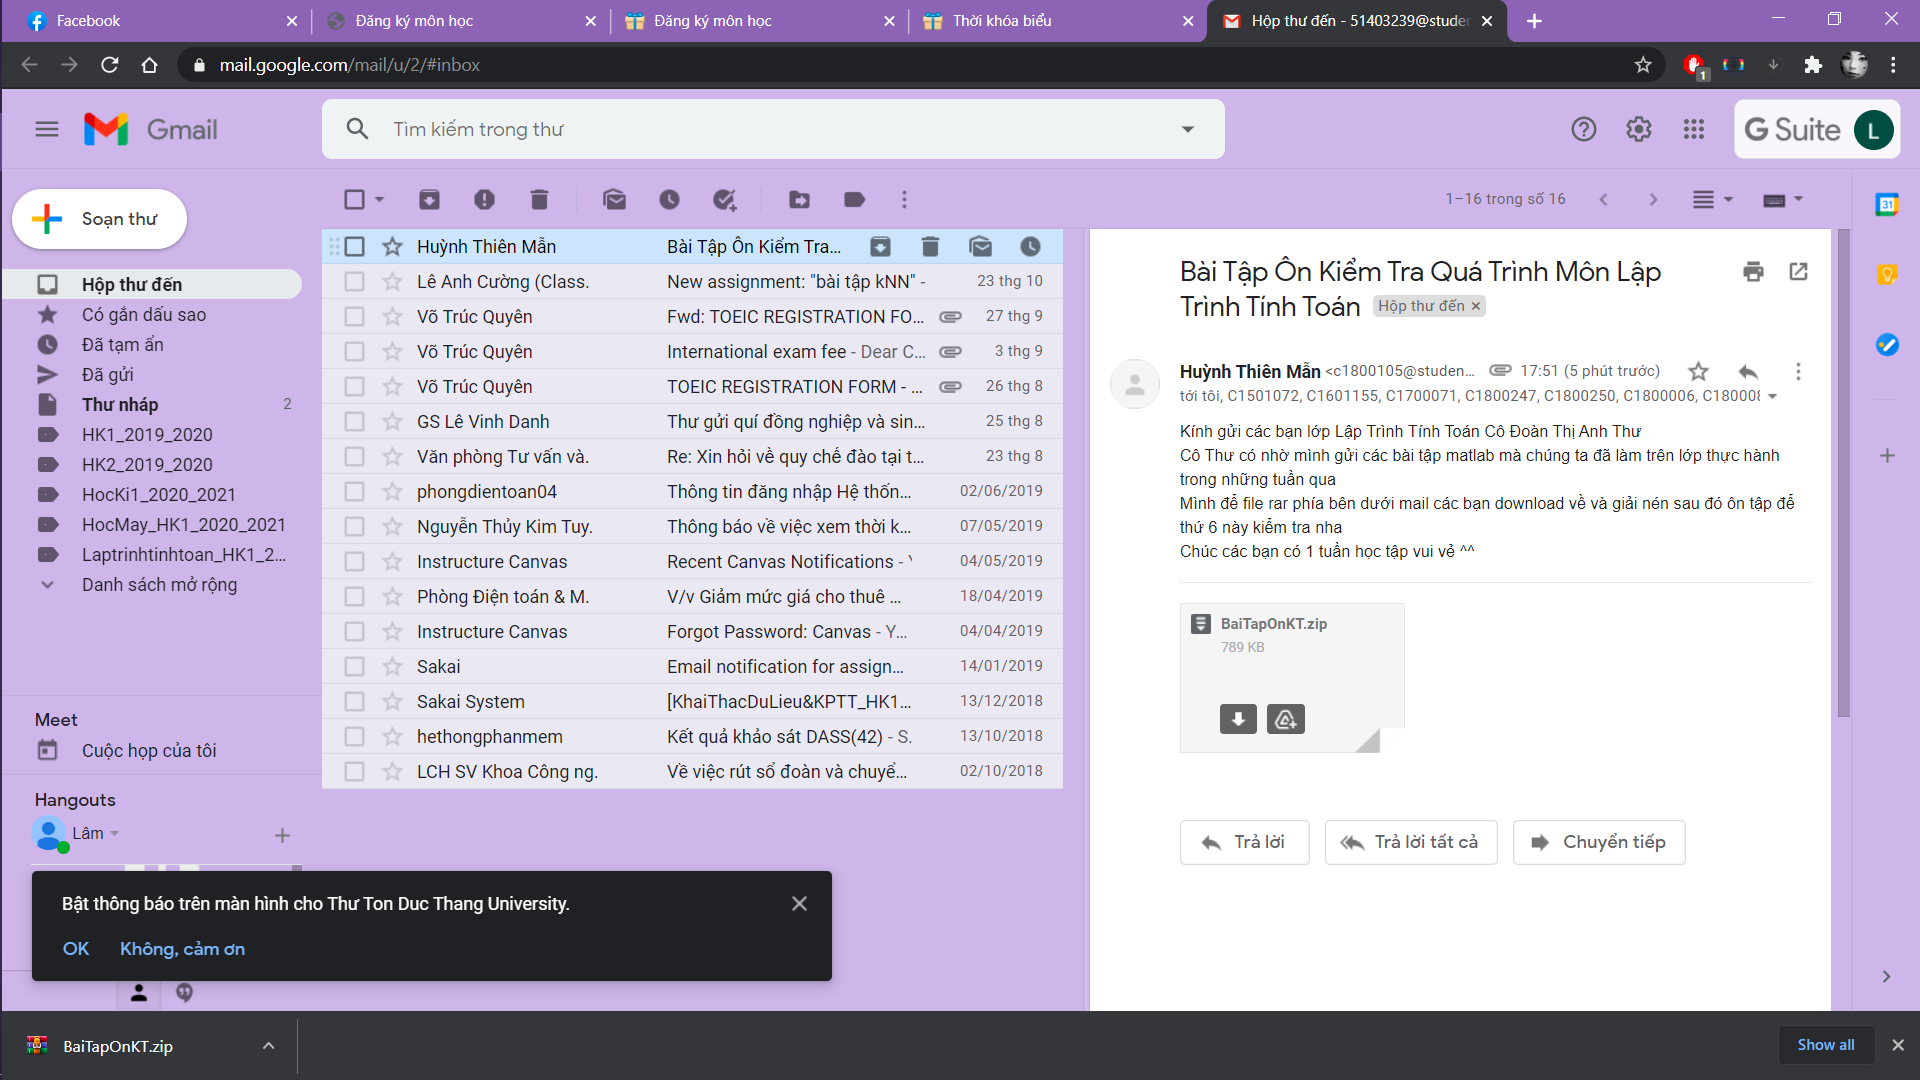 Facebook
Đăng ký môn học
Đăng ký môn học
Thời khóa biểu
Hộp thư đến - 51403239@studen
mail.google.com/mail/u/2/#inbox
1
Gmail
Tìm kiếm trong thư
G Suite
L
Soạn thư
1–16 trong số 16
31
Hộp thư đến
Có gắn dấu sao
Đã tạm ẩn
Đã gửi
Thư nháp 2
HK1_2019_2020
HK2_2019_2020
HocKi1_2020_2021
HocMay_HK1_2020_2021
Laptrinhtinhtoan_HK1_2...
Danh sách mở rộng
Meet
Cuộc họp của tôi
Hangouts
Lâm
Huỳnh Thiên Mẫn Bài Tập Ôn Kiểm Tra...
Lê Anh Cường (Class. New assignment: "bài tập kNN" - 23 thg 10
Võ Trúc Quyên Fwd: TOEIC REGISTRATION FO... 27 thg 9
Võ Trúc Quyên International exam fee - Dear C... 3 thg 9
Võ Trúc Quyên TOEIC REGISTRATION FORM - ... 26 thg 8
GS Lê Vinh Danh Thư gửi quí đồng nghiệp và sin... 25 thg 8
Văn phòng Tư vấn và. Re: Xin hỏi về quy chế đào tại t... 23 thg 8
phongdientoan04 Thông tin đăng nhập Hệ thốn... 02/06/2019
Nguyễn Thủy Kim Tuy. Thông báo về việc xem thời k... 07/05/2019
Instructure Canvas Recent Canvas Notifications - 04/05/2019
Phòng Điện toán & M. V/v Giảm mức giá cho thuê ... 18/04/2019
Instructure Canvas Forgot Password: Canvas - Y... 04/04/2019
Sakai Email notification for assign... 14/01/2019
Sakai System [KhaiThacDuLieu&KPTT_HK1... 13/12/2018
hethongphanmem Kết quả khảo sát DASS(42) - S. 13/10/2018
LCH SV Khoa Công ng. Về việc rút sổ đoàn và chuyể... 02/10/2018
Bài Tập Ôn Kiểm Tra Quá Trình Môn Lập
Trình Tính Toán Hộp thư đến ×
Huỳnh Thiên Mẫn <c1800105@studen... 17:51 (5 phút trước)
tới tôi, C1501072, C1601155, C1700071, C1800247, C1800250, C1800006, C180008
Kính gửi các bạn lớp Lập Trình Tính Toán Cô Đoàn Thị Anh Thư
Cô Thư có nhờ mình gửi các bài tập matlab mà chúng ta đã làm trên lớp thực hành
trong những tuần qua
Mình để file rar phía bên dưới mail các bạn download về và giải nén sau đó ôn tập để
thứ 6 này kiểm tra nha
Chúc các bạn có 1 tuần học tập vui vẻ ^^
BaiTapOnKT.zip
789 KB
Trả lời
Trả lời tất cả
Chuyển tiếp
Bật thông báo trên màn hình cho Thư Ton Duc Thang University.
OK Không, cảm ơn
BaiTapOnKT.zip
Show all